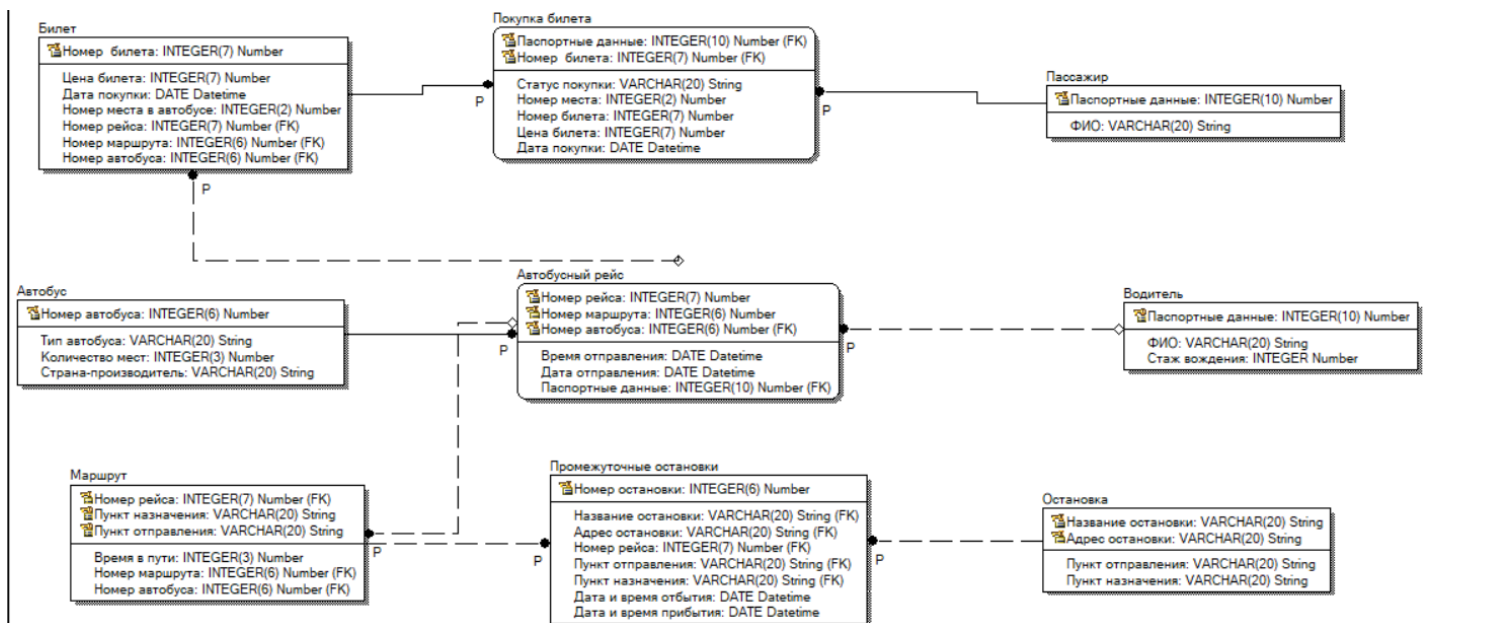 Билет
Номер билета: INTEGER(7) Number
Цена билета: INTEGER(7) Number
Дата покупки: DATE Datetime
Номер места в автобусе: INTEGER(2) Number
Номер рейса: INTEGER(7) Number (FK)
Номер маршрута: INTEGER(6) Number (FK)
Номер автобуса: INTEGER(6) Number (FK)
P
Покупка билета
Паспортные данные: INTEGER(10) Number (FK)
Номер билета: INTEGER(7) Number (FK)
Статус покупки: VARCHAR(20) String
Номер места: INTEGER(2) Number
Номер билета: INTEGER(7) Number
Цена билета: INTEGER(7) Number
Дата покупки: DATE Datetime
P
P
Пассажир
Паспортные данные: INTEGER(10) Number
ФИО: VARCHAR(20) String
Автобус
Номер автобуса: INTEGER(6) Number
Тип автобуса: VARCHAR(20) String
Количество мест: INTEGER(3) Number
Страна-производитель: VARCHAR(20) String
Автобусный рейс
Номер рейса: INTEGER(7) Number
Номер маршрута: INTEGER(6) Number
Номер автобуса: INTEGER(6) Number (FK)
Время отправления: DATE Datetime
Дата отправления: DATE Datetime
Паспортные данные: INTEGER(10) Number (FK)
P
P
Водитель
Паспортные данные: INTEGER(10) Number
ФИО: VARCHAR(20) String
Стаж вождения: INTEGER Number
Маршрут
Номер рейса: INTEGER(7) Number (FK)
Пункт назначения: VARCHAR(20) String
Пункт отправления: VARCHAR(20) String
Время в пути: INTEGER(3) Number
Номер маршрута: INTEGER(6) Number (FK)
Номер автобуса: INTEGER(6) Number (FK)
P
Промежуточные остановки
Номер остановки: INTEGER(6) Number
Название остановки: VARCHAR(20) String (FK)
Адрес остановки: VARCHAR(20) String (FK)
Номер рейса: INTEGER(7) Number (FK)
Пункт отправления: VARCHAR(20) String (FK)
Пункт назначения: VARCHAR(20) String (FK)
Дата и время отбытия: DATE Datetime
Дата и время прибытия: DATE Datetime
P
P
Остановка
Название остановки: VARCHAR(20) String
Адрес остановки: VARCHAR(20) String
Пункт отправления: VARCHAR(20) String
Пункт назначения: VARCHAR(20) String